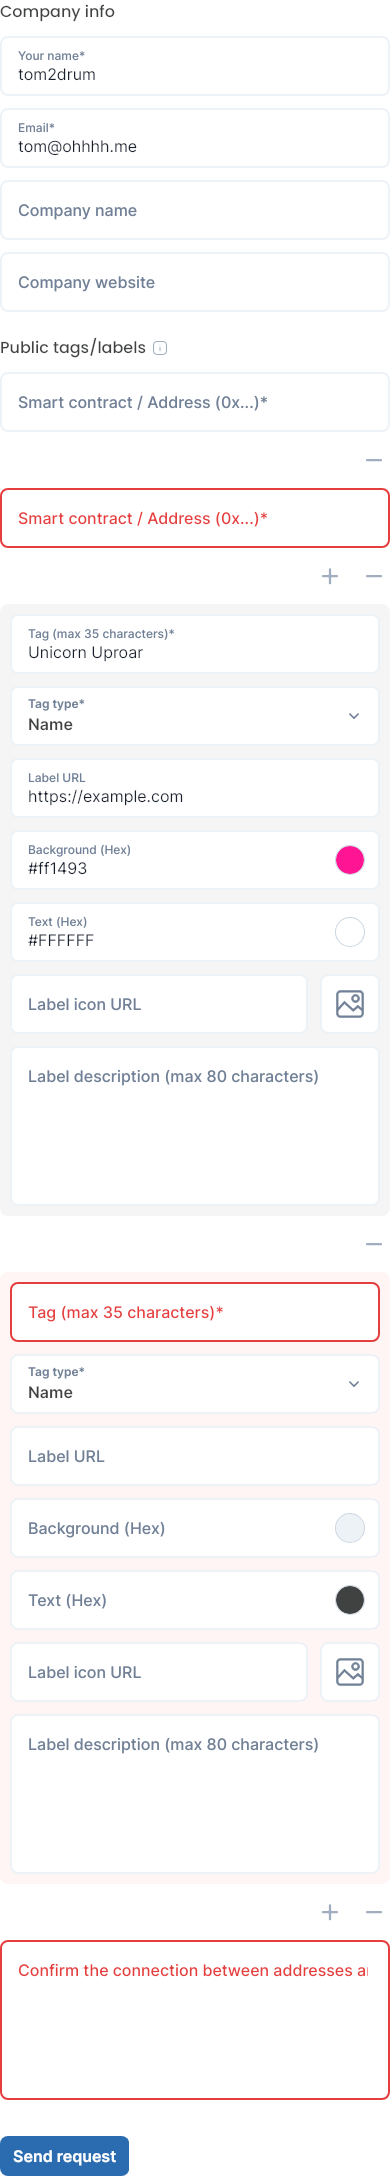 Company info
Your name*
tom2drum
Email*
tom@ohhhh.me
Company name
Company website
Public tags/labels
Smart contract / Address (0x...)*
Smart contract / Address (0x...)*
Tag (max 35 characters)*
Unicorn Uproar
Tag type*
Name
Label URL
https://example.com
Background (Hex)
#ff1493
Text (Hex)
#FFFFFF
Label icon URL
Label description (max 80 characters)
Tag (max 35 characters)*
Tag type*
Name
Label URL
Background (Hex)
Text (Hex)
Label icon URL
Label description (max 80 characters)
Confirm the connection between addresses
Send request